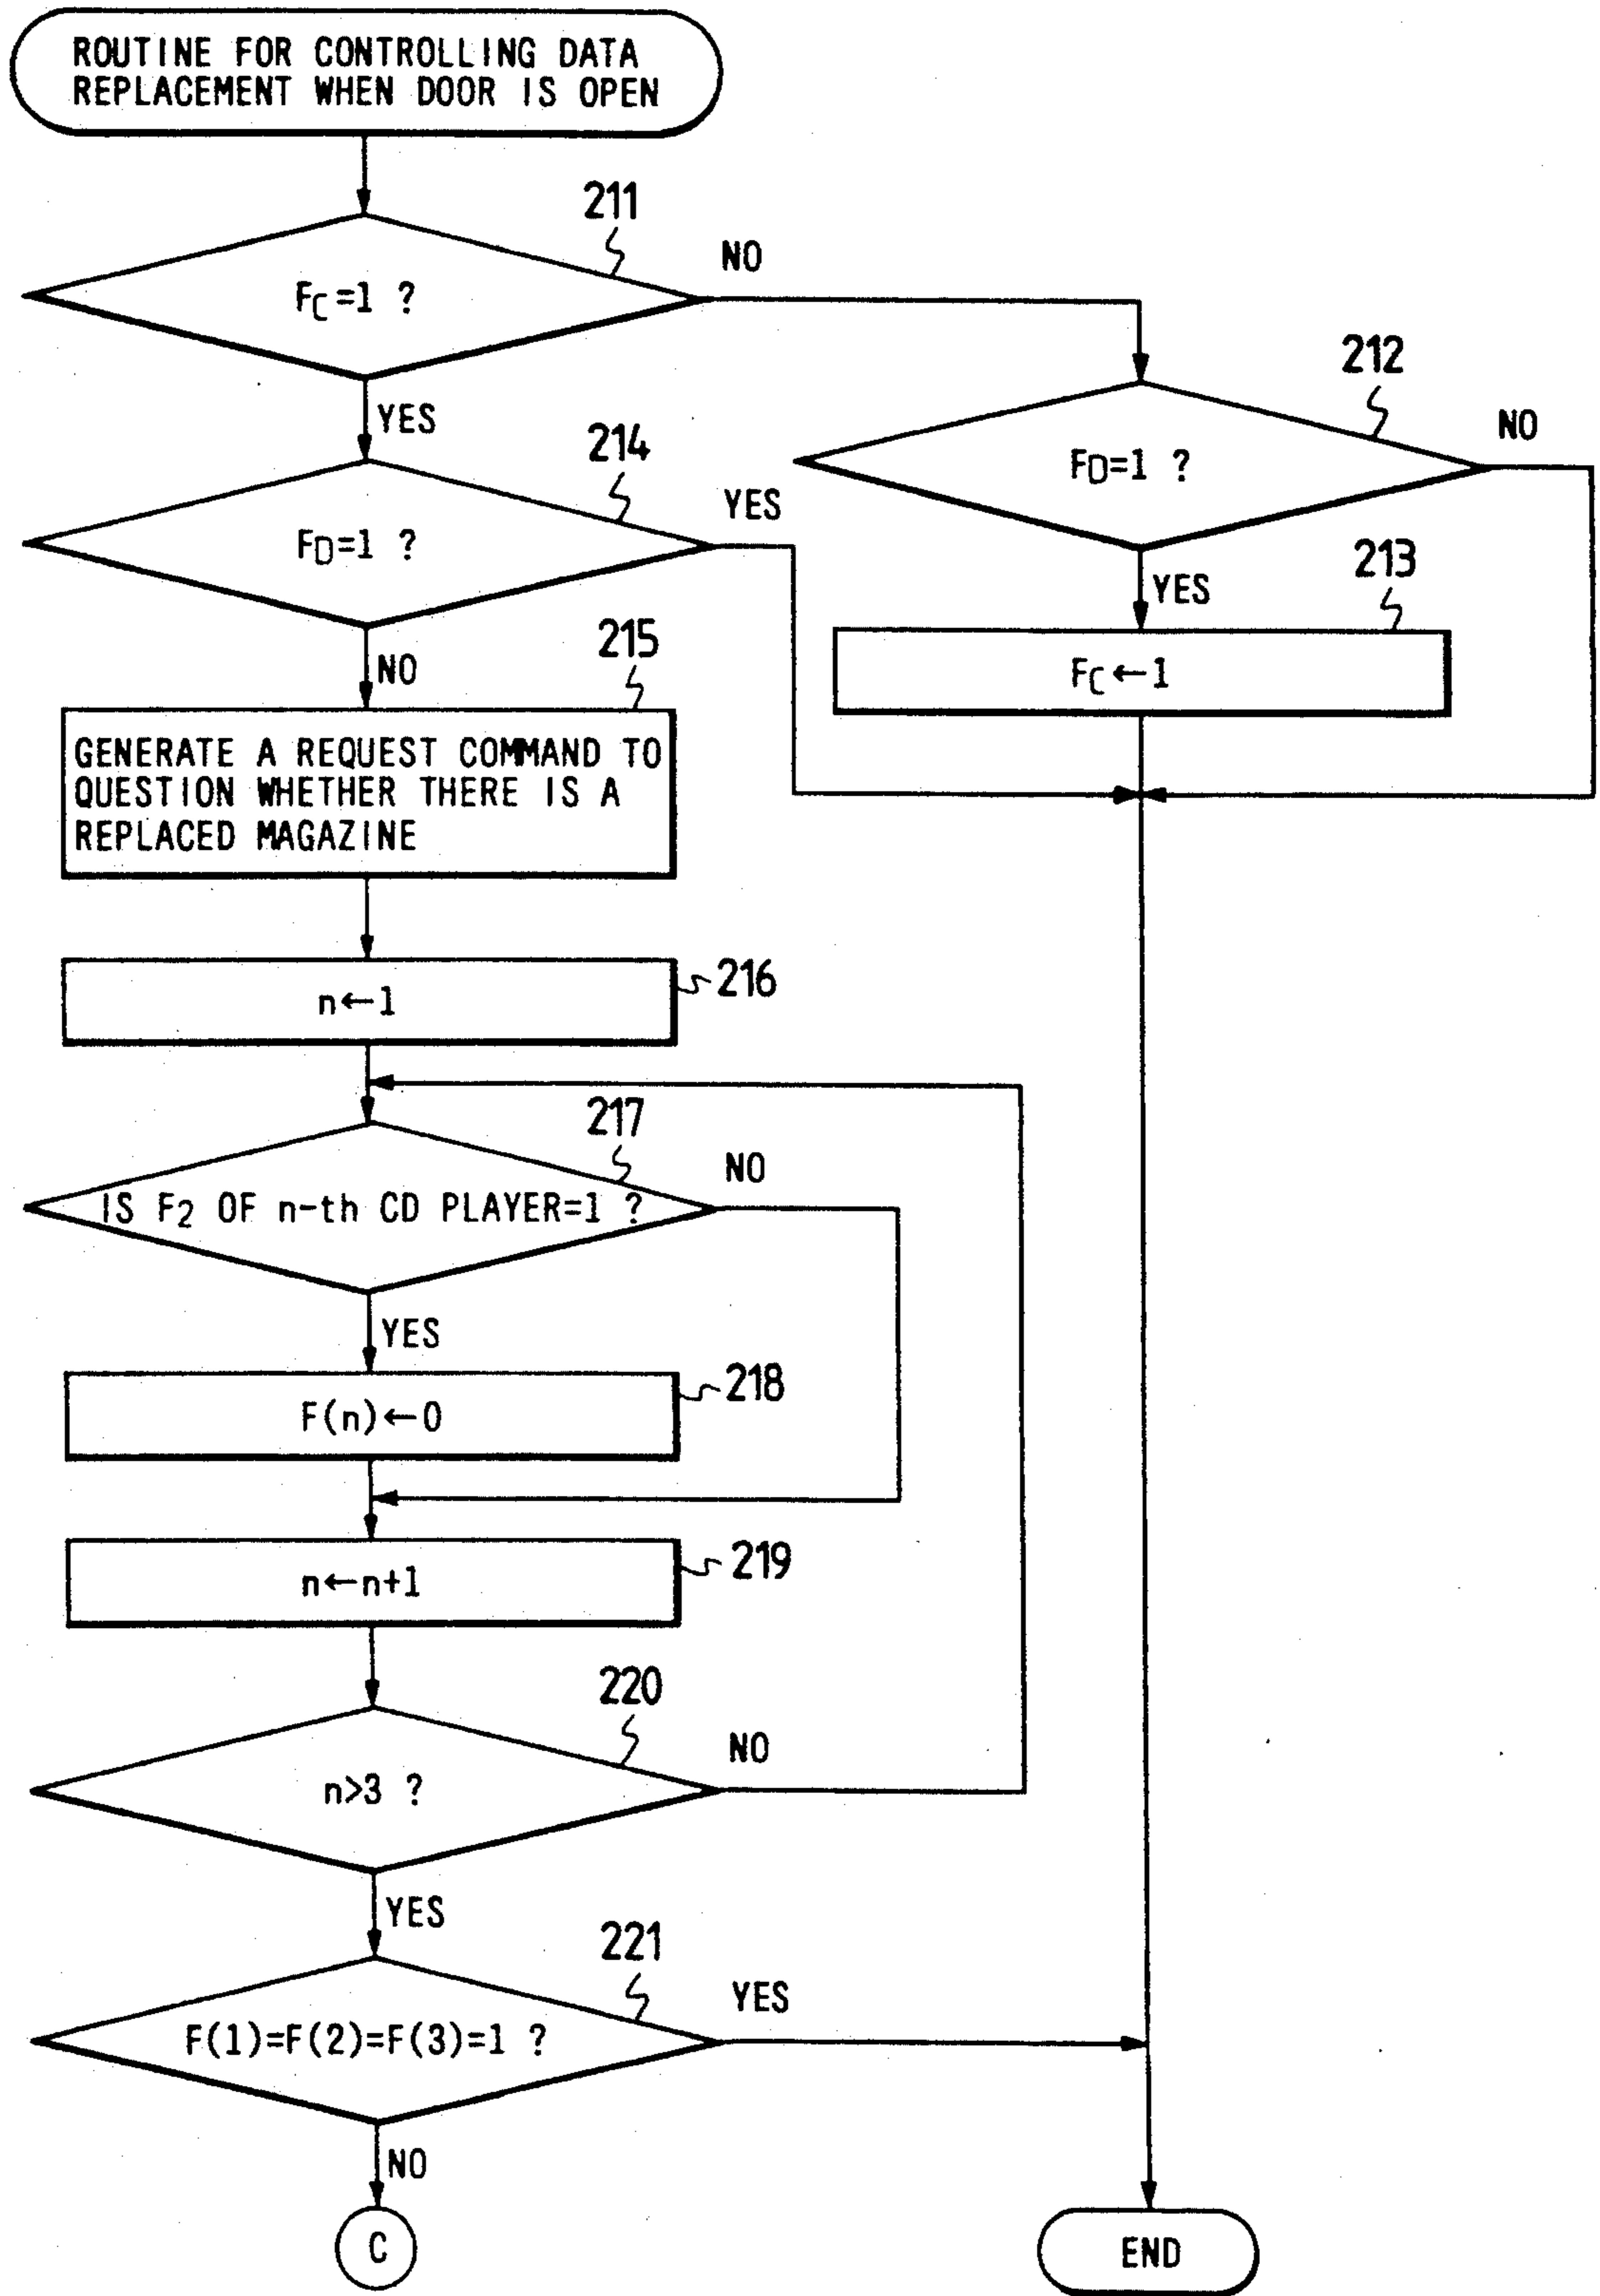 ROUTINE FOR CONTROLLING DATA
REPLACEMENT WHEN DOOR IS OPEN
211
FC=1 ?
NO
YES
212
FD=1 ?
NO
YES
213
FC←1
214
FD=1 ?
YES
NO
215
GENERATE A REQUEST COMMAND TO
QUESTION WHETHER THERE IS A
REPLACED MAGAZINE
n←1
216
217
IS F2 OF n-th CD PLAYER=1 ?
NO
YES
F(n)←0
218
n←n+1
219
220
n>3 ?
NO
YES
221
F(1)=F(2)=F(3)=1 ?
YES
NO
C
END